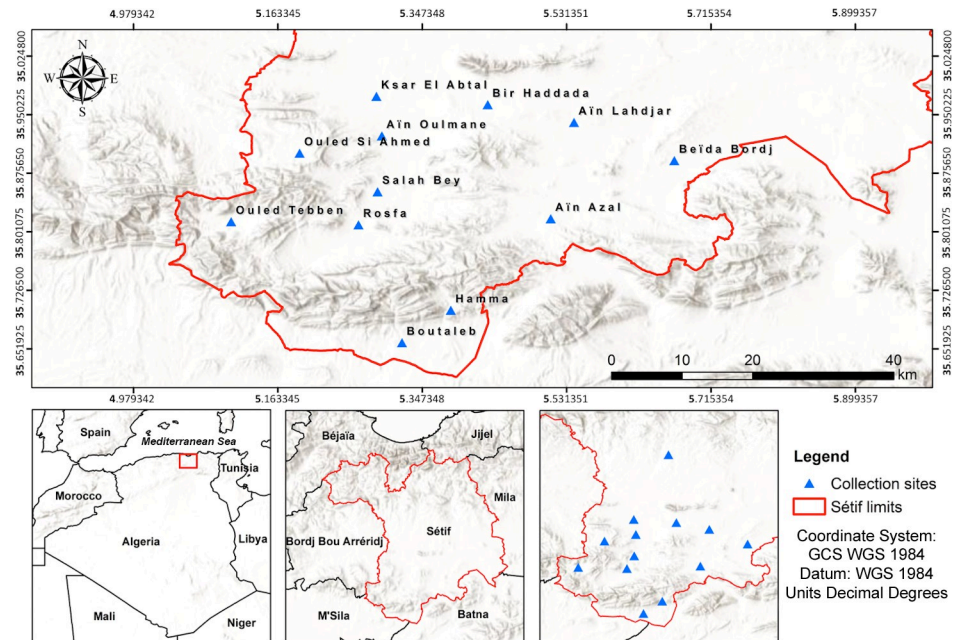 4.979342 5.163345 5.347348 5.531351 5.715354 5.899357
N
W E
S
35.024800 35.024800
35.950225 35.950225
35.875650 35.875650
35.801075 35.801075
35.726500 35.726500
35.651925 35.651925
Ksar El Abtal
Bir Haddada
Aïn Lahdjar
Aïn Oulmane
Ouled Si Ahmed
Beïda Bordj
Salah Bey
Ouled Tebben
Rosfa
Aïn Azal
Hamma
Boutaleb
0 10 20 40
km
4.979342 5.163345 5.347348 5.531351 5.715354 5.899357
Spain
Mediterranean Sea
Tunisia
Morocco
Algeria
Libya
Mali
Niger
Béjaïa
Jijel
Mila
Sétif
Bordj Bou Arréridj
M'Sila
Batna
Legend
Collection sites
Sétif limits
Coordinate System:
GCS WGS 1984
Datum: WGS 1984
Units Decimal Degrees